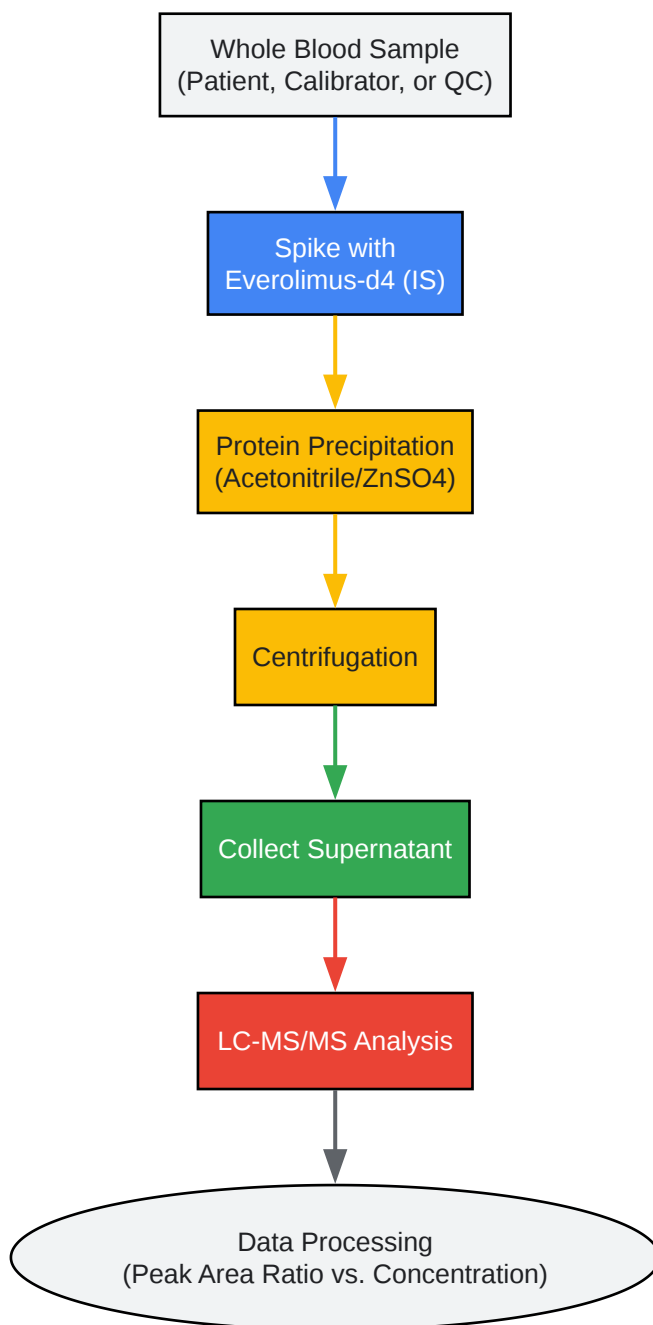 Whole Blood Sample
(Patient, Calibrator, or QC)
Spike with
Everolimus-d4 (IS)
Protein Precipitation
(Acetonitrile/ZnSO4)
Centrifugation
Collect Supernatant
LC-MS/MS Analysis
Data Processing
(Peak Area Ratio vs. Concentration)